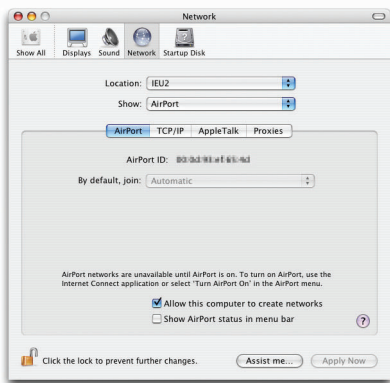 Network
Show All Displays Sound Network Startup Disk
Location: IEU2
Show: AirPort
AirPort TCP/IP AppleTalk Proxies
AirPort ID:
By default, join: Automatic
AirPort networks are unavailable until AirPort is on. To turn on AirPort, use the
Internet Connect application or select 'Turn AirPort On' in the AirPort menu.
Allow this computer to create networks
Show AirPort status in menu bar
?
Click the lock to prevent further changes. Assist me... Apply Now